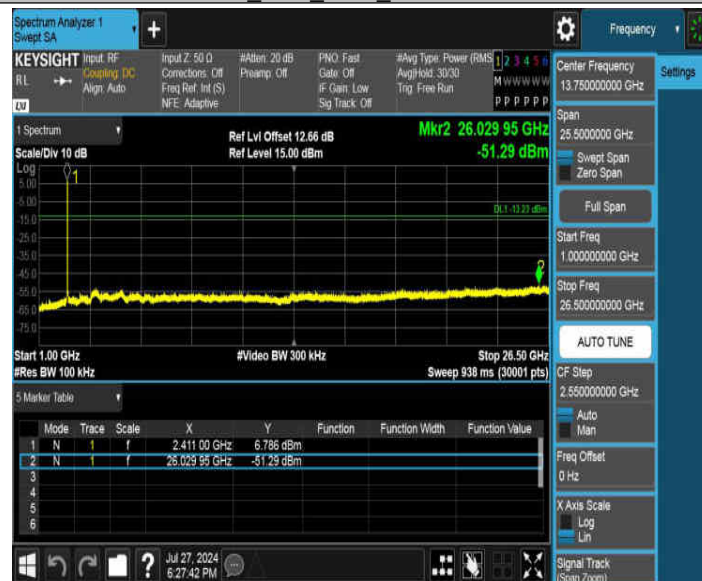 Spectrum Analyzer 1
Swept SA
+
Frequency
KEYSIGHT
RL
Input: RF
Coupling: DC
Align: Auto
Input Z: 50 Ω
Corrections: Off
Freq Ref: Int (S)
NFE: Adaptive
#Atten: 20 dB
Preamp: Off
PNO: Fast
Gate: Off
IF Gain: Low
Sig Track: Off
#Avg Type: Power (RMS
Avg|Hold: 30/30
Trig: Free Run
1 2 3 4 5 6
M W W W W W
P P P P P P
Center Frequency
13.750000000 GHz
Settings
Span
25.5000000 GHz
Swept Span
Zero Span
Full Span
Start Freq
1.000000000 GHz
Stop Freq
26.500000000 GHz
AUTO TUNE
CF Step
2.550000000 GHz
Auto
Man
Freq Offset
0 Hz
X Axis Scale
Log
Lin
Signal Track
(Span Zoom)
1 Spectrum
Scale/Div 10 dB
Ref Lvl Offset 12.66 dB
Ref Level 15.00 dBm
Mkr2 26.029 95 GHz
-51.29 dBm
Log
1
5.00
-5.00
DL1 -13.23 dBm
-15.0
-25.0
-35.0
-45.0
-55.0
-65.0
-75.0
Start 1.00 GHz
#Video BW 300 kHz
Stop 26.50 GHz
#Res BW 100 kHz
Sweep 938 ms (30001 pts)
5 Marker Table
Mode Trace Scale X Y Function Function Width Function Value
1 N 1 f 2.411 00 GHz 6.786 dBm
2 N 1 f 26.029 95 GHz -51.29 dBm
3
4
5
6
?
Jul 27, 2024
6:27:42 PM